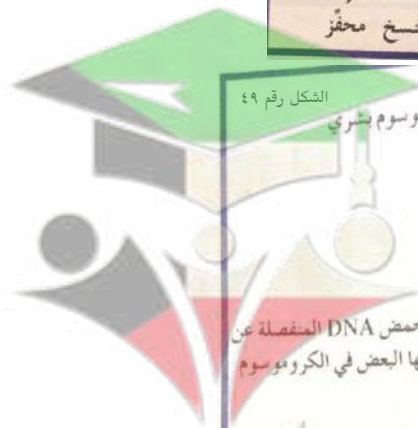 نسخ محفّز
الشكل رقم ٤٩
وسوم بشري
حمض DNA المنفصلة عن
ها البعض في الكروموسوم